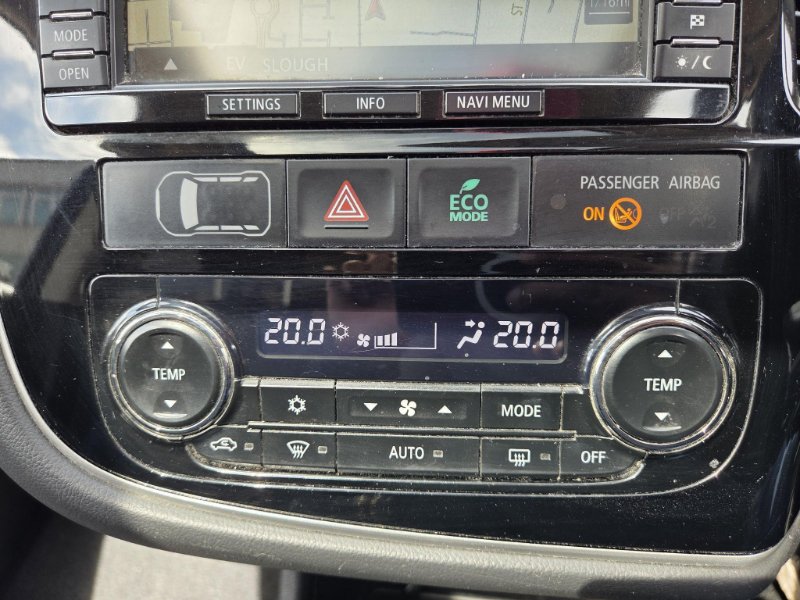 MODE
OPEN
EV SLOUGH
SETTINGS INFO NAVI MENU
ECO
MODE
PASSENGER AIRBAG
ON OFF
20.0 20.0
TEMP
TEMP
MODE
AUTO
OFF